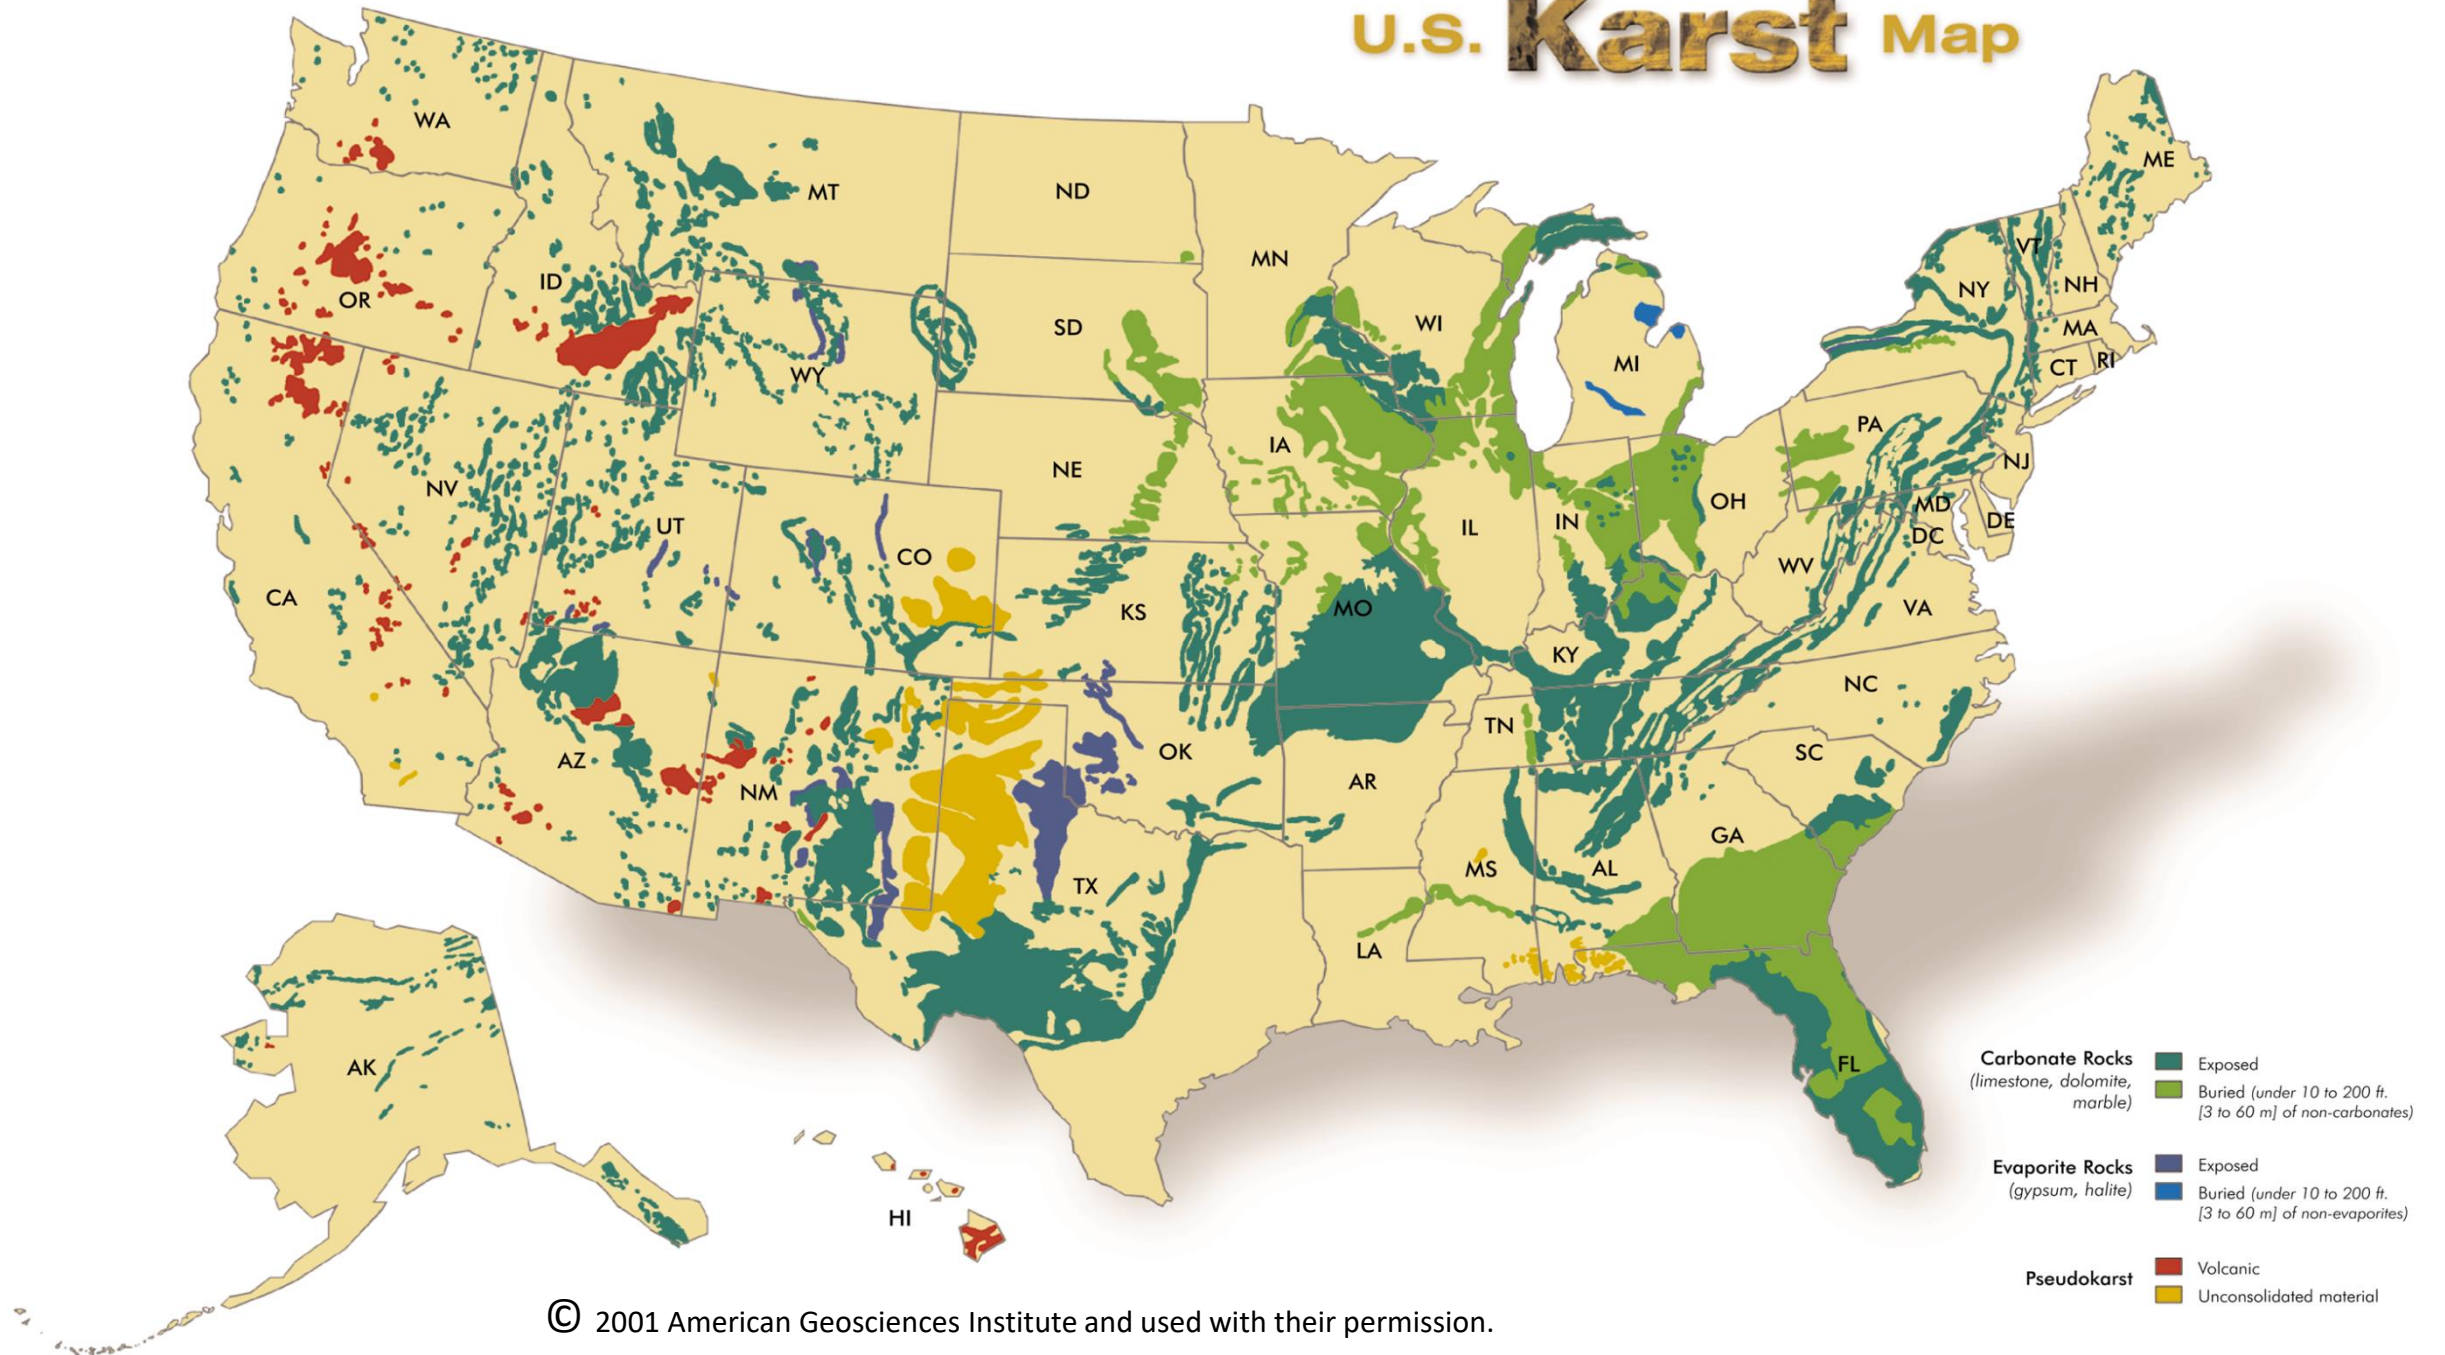 U.S. Karst Map
WA
MT
ND
MN
ME
OR
ID
SD
WI
MI
NY
VT
NH
MA
CT
RI
WY
NE
IA
PA
NJ
NV
UT
CO
IL
IN
OH
MD
DE
DC
WV
VA
CA
KS
MO
KY
NC
AZ
NM
OK
TN
AR
SC
GA
TX
MS
AL
LA
FL
AK
HI
Carbonate Rocks
(limestone, dolomite,
marble)
Exposed
Buried (under 10 to 200 ft.
[3 to 60 m] of non-carbonates)
Evaporite Rocks
(gypsum, halite)
Exposed
Buried (under 10 to 200 ft.
[3 to 60 m] of non-evaporites)
Pseudokarst
Volcanic
Unconsolidated material
© 2001 American Geosciences Institute and used with their permission.